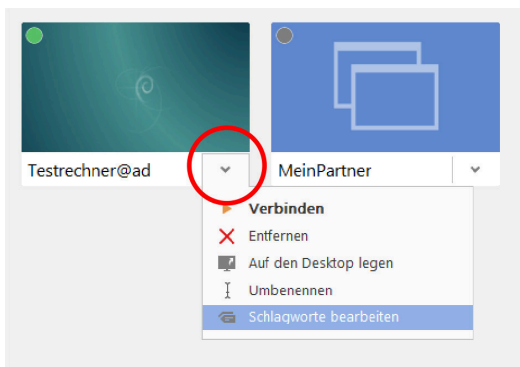 Testrechner@ad
MeinPartner
Verbinden
Entfernen
Auf den Desktop legen
Umbenennen
Schlagworte bearbeiten